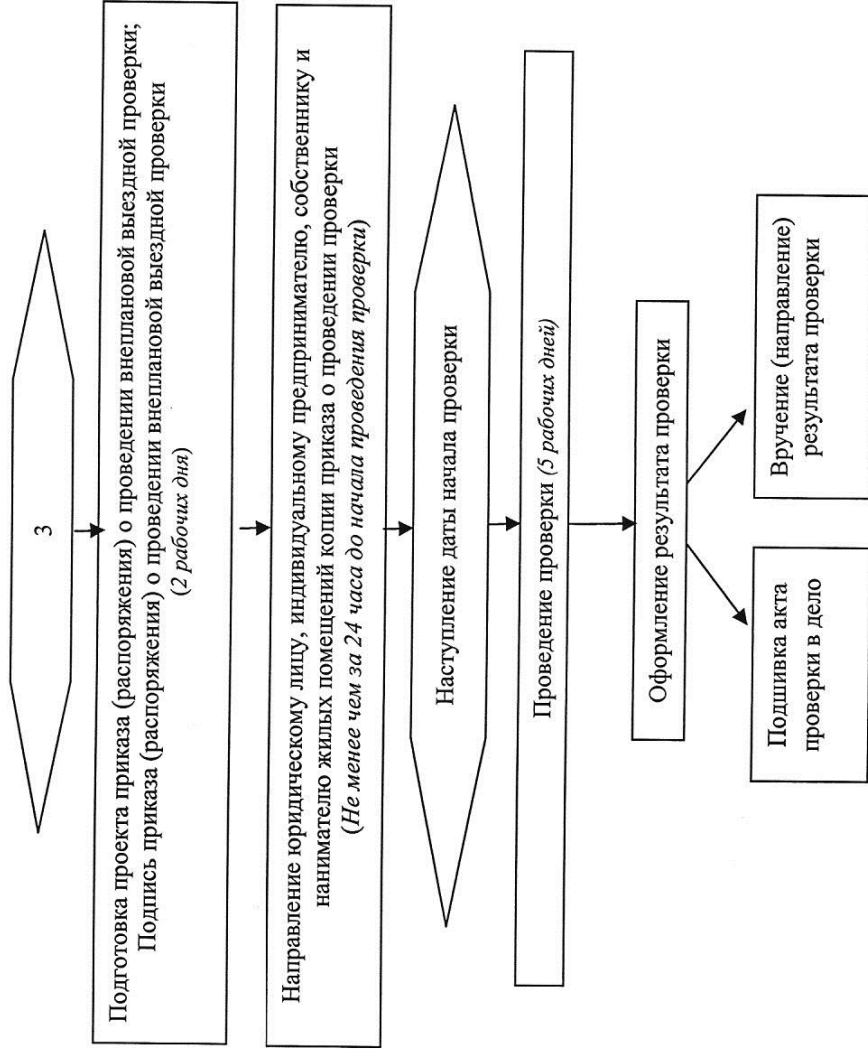 3
Подготовка проекта приказа (распоряжения) о проведении внеплановой выездной проверки;
Подпись приказа (распоряжения) о проведении внеплановой выездной проверки
(2 рабочих дня)
Направление юридическому лицу, индивидуальному предпринимателю, собственнику и
нанимателю жилых помещений копии приказа о проведении проверки
(Не менее чем за 24 часа до начала проведения проверки)
Наступление даты начала проверки
Проведение проверки (5 рабочих дней)
Оформление результата проверки
Подшивка акта
проверки в дело
Вручение (направление)
результата проверки